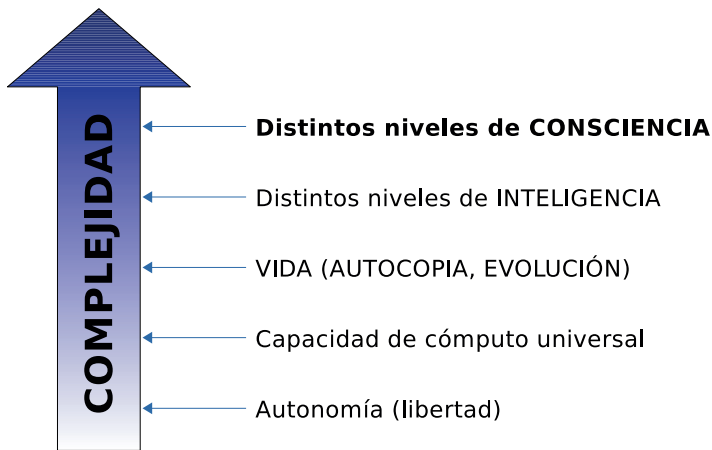 COMPLEJIDAD
Distintos niveles de CONSCIENCIA
Distintos niveles de INTELIGENCIA
VIDA (AUTOCOPIA, EVOLUCIÓN)
Capacidad de cómputo universal
Autonomía (libertad)